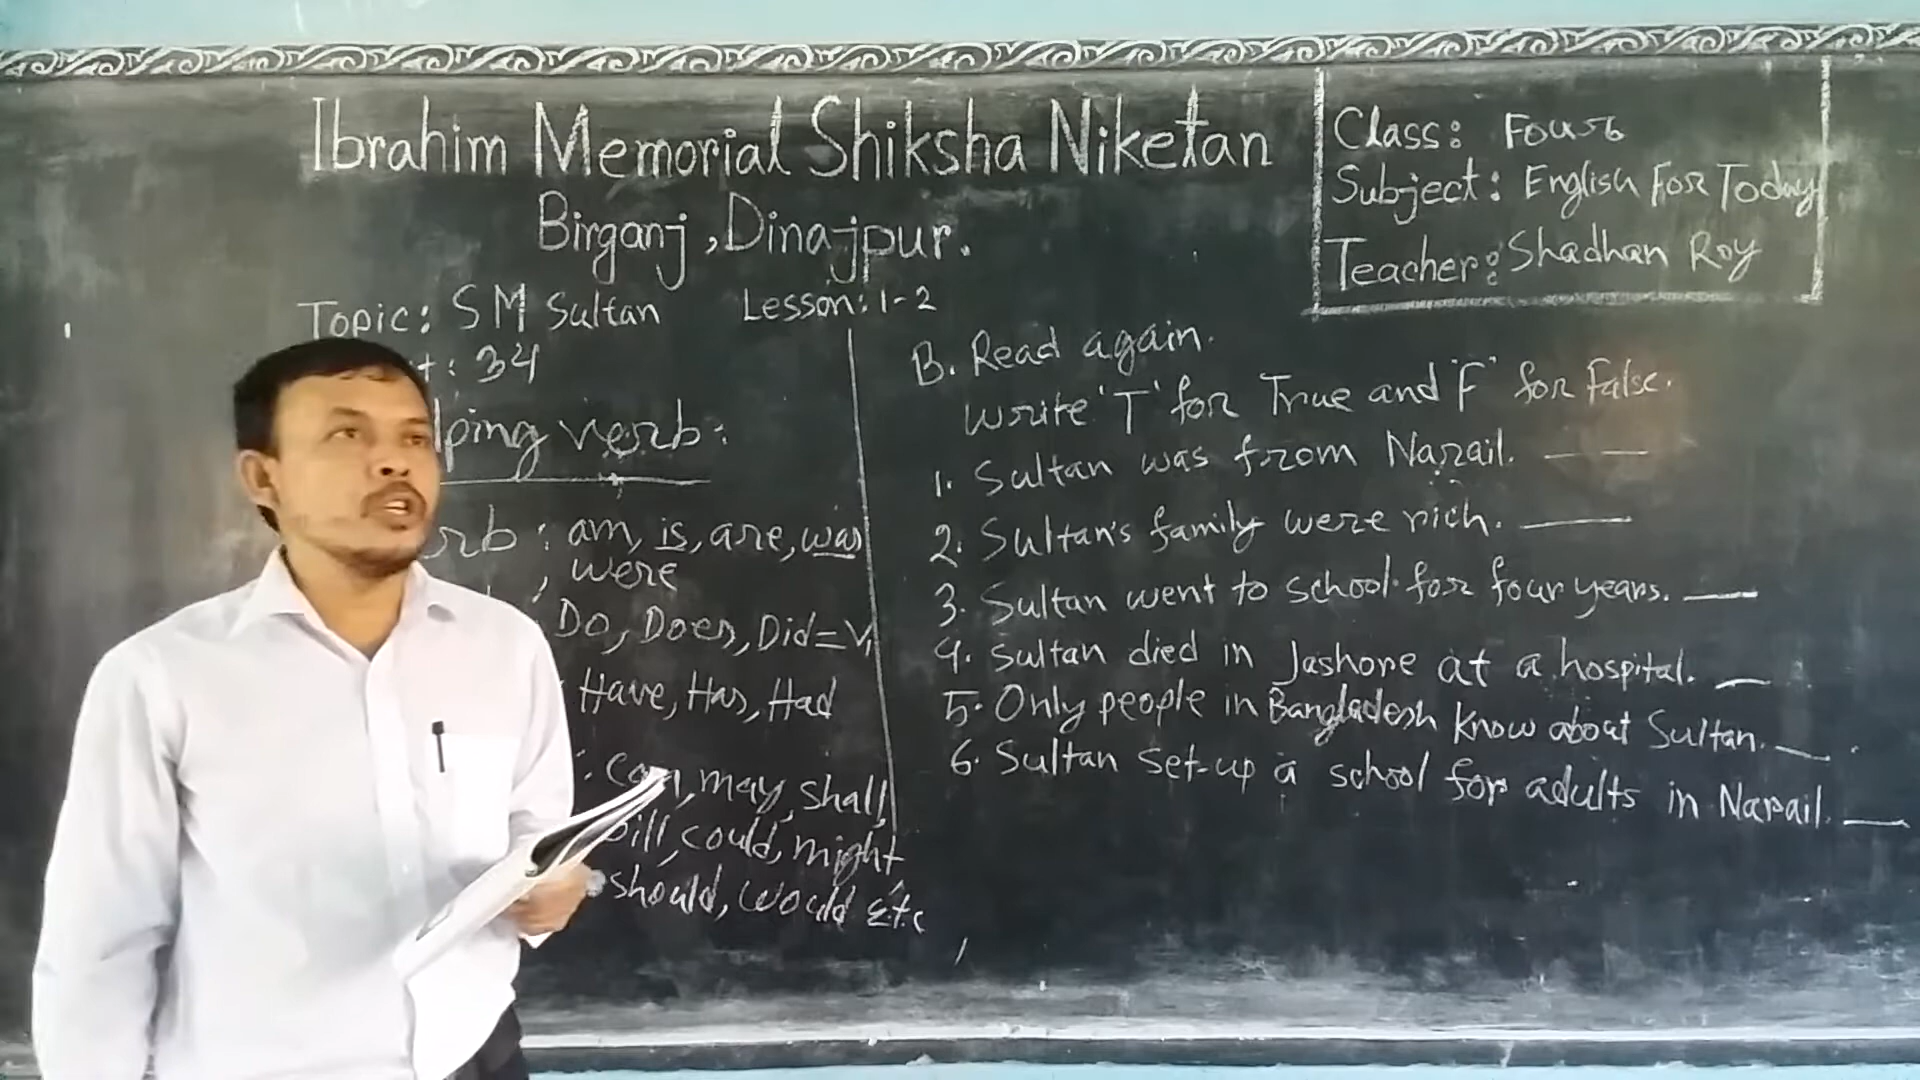 Ibrahim Memorial Shiksha Niketan
Birganj, Dinajpur.
Class: Four
Subject: English For Today
Teacher: Shadhan Roy
Topic: SM Sultan Lesson: 1-2
t: 34
lping verb:
rb: am, is, are, was
, were
Do, Does, Did=V
Have, Has, Had
: can, may, shall,
will, could, might
should, would etc
B. Read again.
Write 'T' for True and 'F' for False.
1. Sultan was from Narail. ___
2. Sultan's family were rich. ___
3. Sultan went to school for four years. ___
4. Sultan died in Jashore at a hospital. ___
5. Only people in Bangladesh know about Sultan. ___
6. Sultan set-up a school for adults in Narail. ___